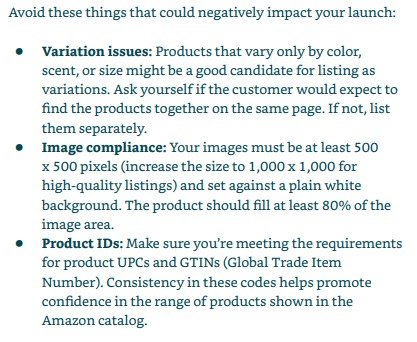 Avoid these things that could negatively impact your launch:
● Variation issues: Products that vary only by color,
scent, or size might be a good candidate for listing as
variations. Ask yourself if the customer would expect to
find the products together on the same page. If not, list
them separately.
● Image compliance: Your images must be at least 500
x 500 pixels (increase the size to 1,000 x 1,000 for
high-quality listings) and set against a plain white
background. The product should fill at least 80% of the
image area.
● Product IDs: Make sure you’re meeting the requirements
for product UPCs and GTINs (Global Trade Item
Number). Consistency in these codes helps promote
confidence in the range of products shown in the
Amazon catalog.